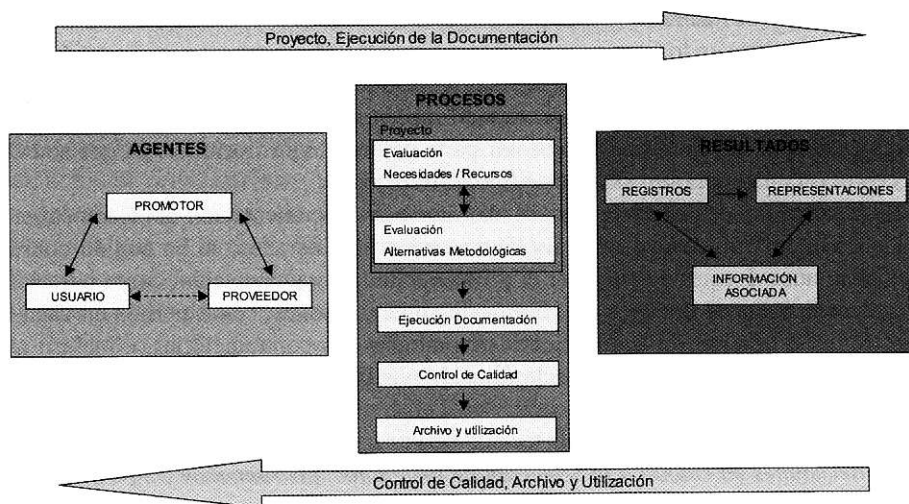 Proyecto, Ejecución de la Documentación
PROCESOS
Proyecto
Evaluación
Necesidades / Recursos
Evaluación
Alternativas Metodológicas
Ejecución Documentación
Control de Calidad
Archivo y utilización
AGENTES
PROMOTOR
USUARIO
PROVEEDOR
RESULTADOS
REGISTROS
REPRESENTACIONES
INFORMACIÓN
ASOCIADA
Control de Calidad, Archivo y Utilización